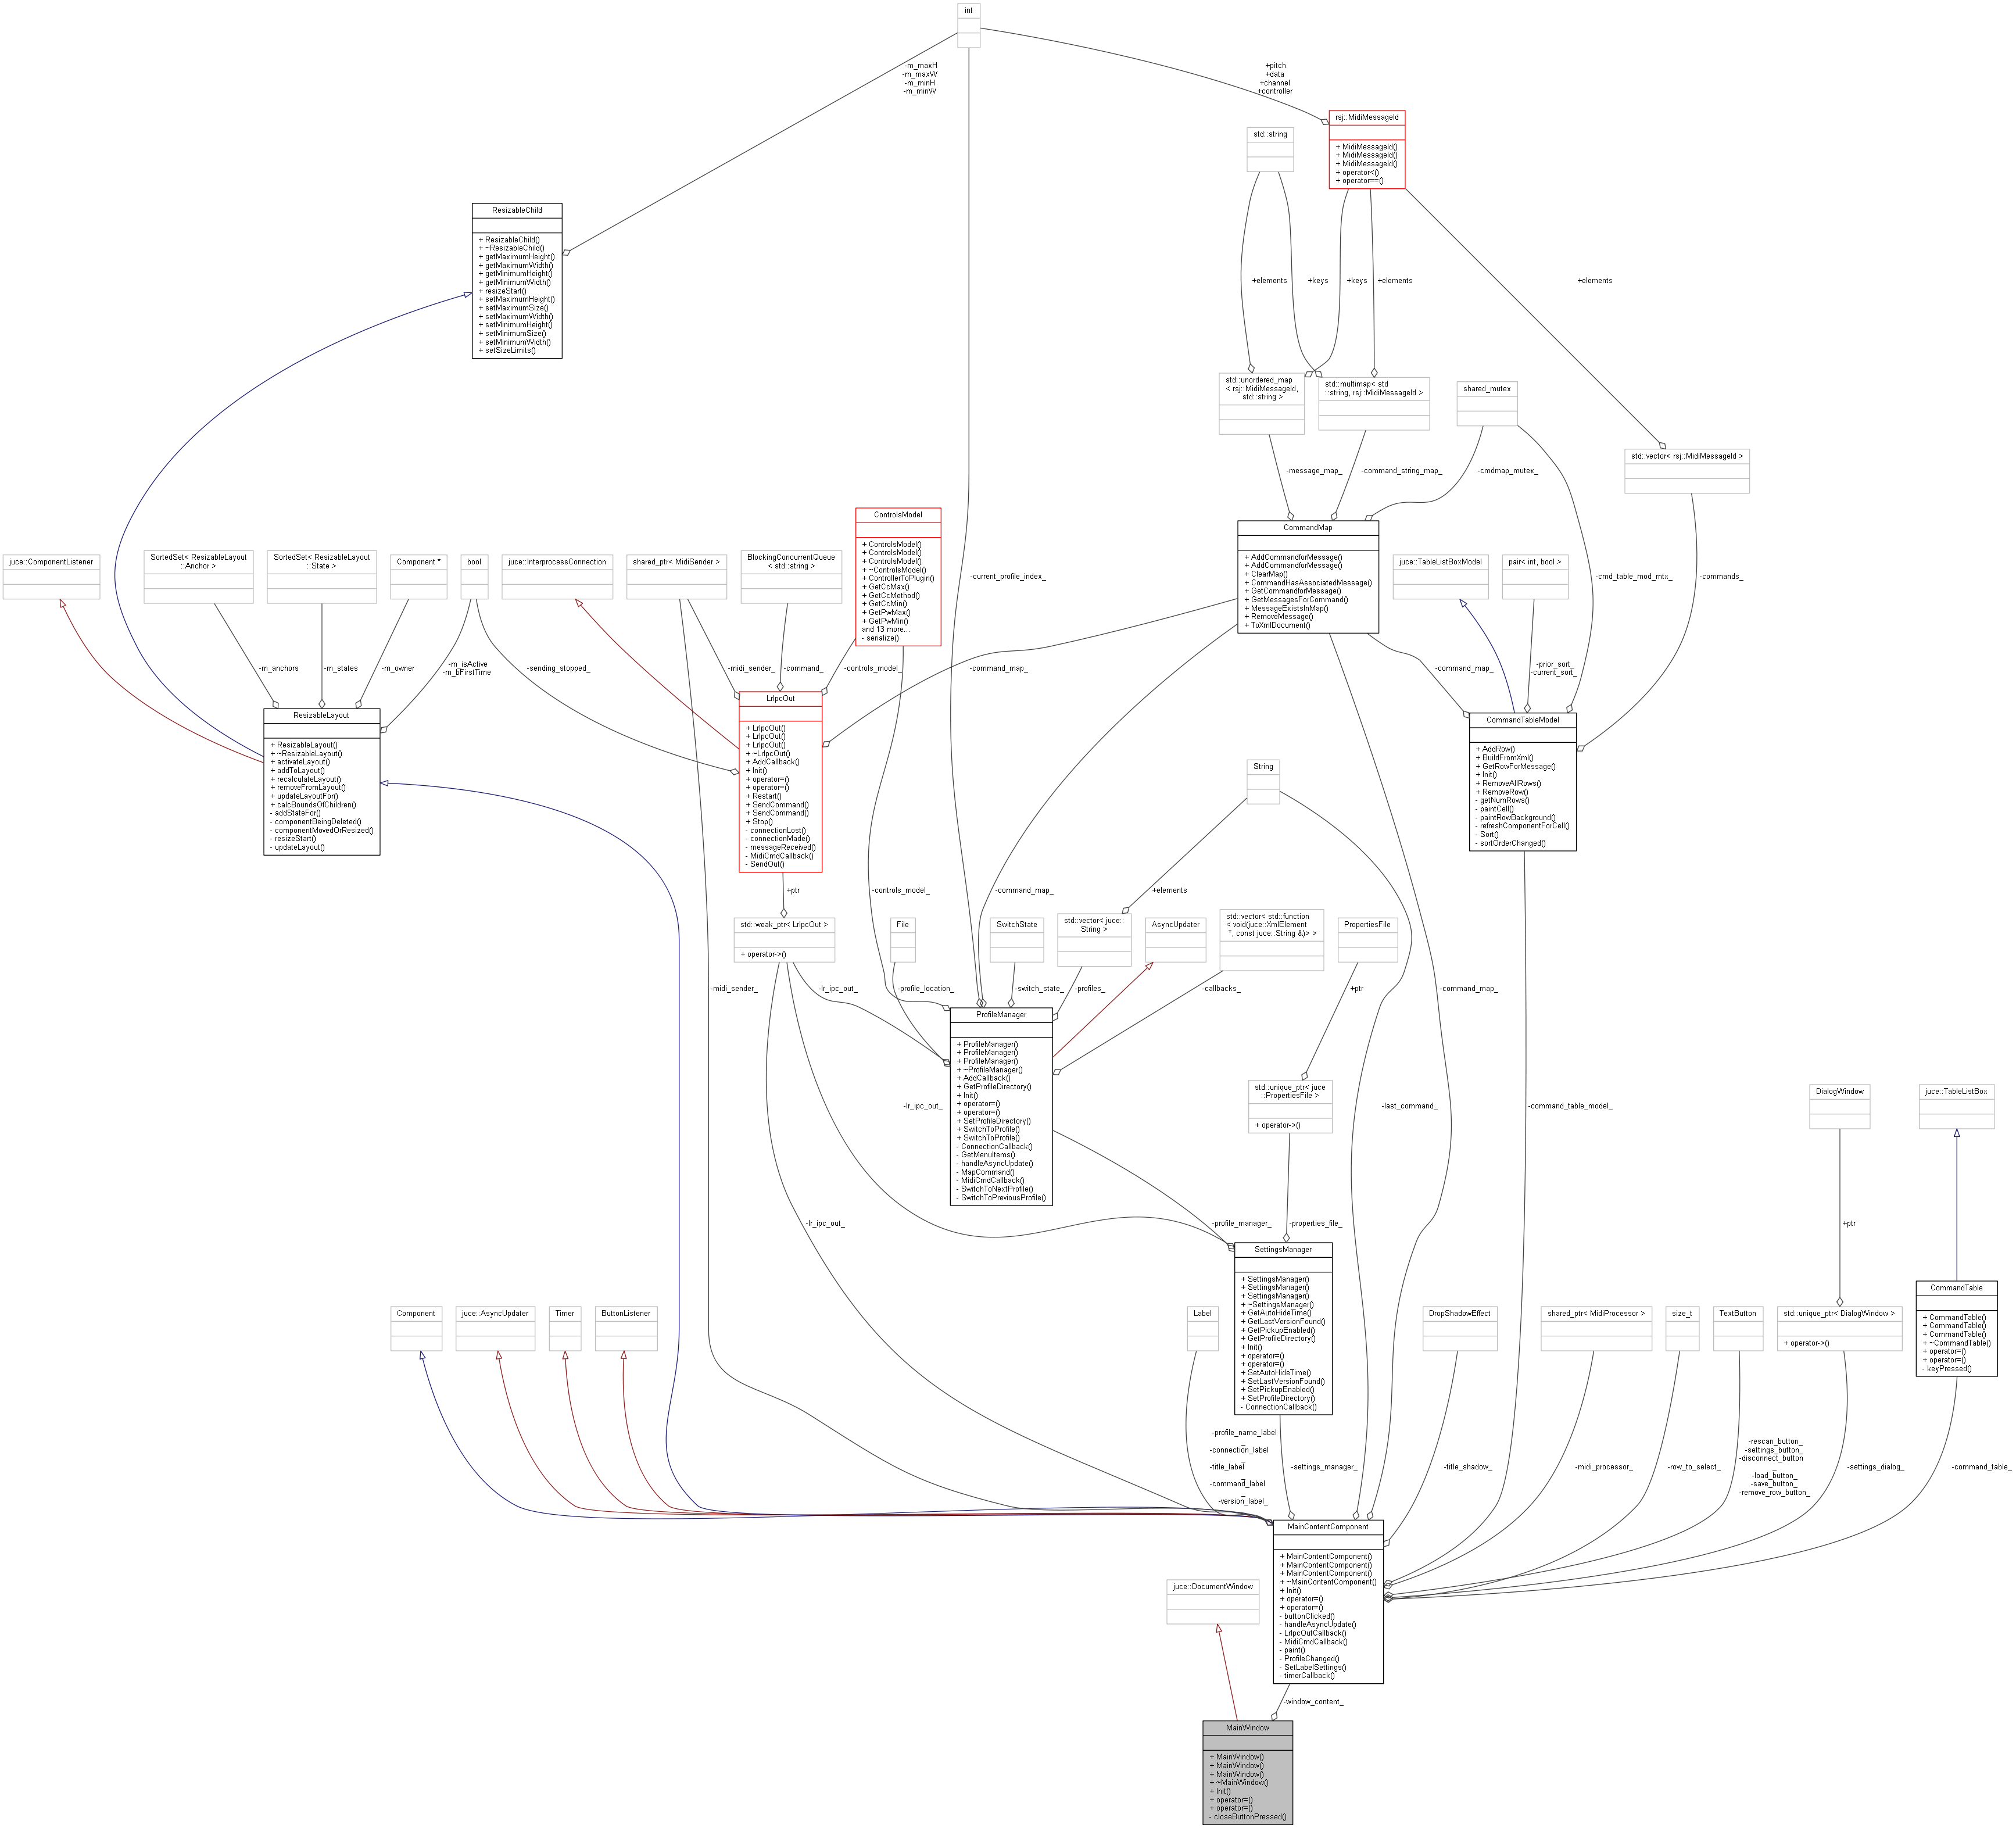 int
-m_maxH
-m_maxW
-m_minH
-m_minW
+pitch
+data
+channel
+controller
rsj::MidiMessageId
+ MidiMessageId()
+ MidiMessageId()
+ MidiMessageId()
+ operator<()
+ operator==()
std::string
ResizableChild
+ ResizableChild()
+ ~ResizableChild()
+ getMaximumHeight()
+ getMaximumWidth()
+ getMinimumHeight()
+ getMinimumWidth()
+ resizeStart()
+ setMaximumHeight()
+ setMaximumSize()
+ setMaximumWidth()
+ setMinimumHeight()
+ setMinimumSize()
+ setMinimumWidth()
+ setSizeLimits()
+elements
+keys
+keys
+elements
+elements
std::unordered_map
< rsj::MidiMessageId,
std::string >
std::multimap< std
::string, rsj::MidiMessageId >
shared_mutex
std::vector< rsj::MidiMessageId >
-message_map_
-command_string_map_
-cmdmap_mutex_
ControlsModel
+ ControlsModel()
+ ControlsModel()
+ ControlsModel()
+ ~ControlsModel()
+ ControllerToPlugin()
+ GetCcMax()
+ GetCcMethod()
+ GetCcMin()
+ GetPwMax()
+ GetPwMin()
and 13 more...
- serialize()
CommandMap
+ AddCommandforMessage()
+ AddCommandforMessage()
+ ClearMap()
+ CommandHasAssociatedMessage()
+ GetCommandforMessage()
+ GetMessagesForCommand()
+ MessageExistsInMap()
+ RemoveMessage()
+ ToXmlDocument()
juce::ComponentListener
SortedSet< ResizableLayout
::Anchor >
SortedSet< ResizableLayout
::State >
Component *
bool
juce::InterprocessConnection
shared_ptr< MidiSender >
BlockingConcurrentQueue
< std::string >
-current_profile_index_
juce::TableListBoxModel
pair< int, bool >
-cmd_table_mod_mtx_
-commands_
-m_anchors
-m_states
-m_owner
-m_isActive
-m_bFirstTime
-sending_stopped_
-midi_sender_
-command_
-controls_model_
-command_map_
-command_map_
-prior_sort_
-current_sort_
LrIpcOut
+ LrIpcOut()
+ LrIpcOut()
+ LrIpcOut()
+ ~LrIpcOut()
+ AddCallback()
+ Init()
+ operator=()
+ operator=()
+ Restart()
+ SendCommand()
+ SendCommand()
+ Stop()
- connectionLost()
- connectionMade()
- messageReceived()
- MidiCmdCallback()
- SendOut()
ResizableLayout
+ ResizableLayout()
+ ~ResizableLayout()
+ activateLayout()
+ addToLayout()
+ recalculateLayout()
+ removeFromLayout()
+ updateLayoutFor()
+ calcBoundsOfChildren()
- addStateFor()
- componentBeingDeleted()
- componentMovedOrResized()
- resizeStart()
- updateLayout()
CommandTableModel
+ AddRow()
+ BuildFromXml()
+ GetRowForMessage()
+ Init()
+ RemoveAllRows()
+ RemoveRow()
- getNumRows()
- paintCell()
- paintRowBackground()
- refreshComponentForCell()
- Sort()
- sortOrderChanged()
String
+ptr
-controls_model_
-command_map_
+elements
std::weak_ptr< LrIpcOut >
+ operator->()
File
SwitchState
std::vector< juce::
String >
AsyncUpdater
std::vector< std::function
< void(juce::XmlElement
*, const juce::String &)> >
PropertiesFile
-midi_sender_
-lr_ipc_out_
-profile_location_
-switch_state_
-profiles_
-callbacks_
+ptr
-command_map_
ProfileManager
+ ProfileManager()
+ ProfileManager()
+ ProfileManager()
+ ~ProfileManager()
+ AddCallback()
+ GetProfileDirectory()
+ Init()
+ operator=()
+ operator=()
+ SetProfileDirectory()
+ SwitchToProfile()
+ SwitchToProfile()
- ConnectionCallback()
- GetMenuItems()
- handleAsyncUpdate()
- MapCommand()
- MidiCmdCallback()
- SwitchToNextProfile()
- SwitchToPreviousProfile()
std::unique_ptr< juce
::PropertiesFile >
+ operator->()
-lr_ipc_out_
-last_command_
-command_table_model_
DialogWindow
juce::TableListBox
-lr_ipc_out_
-profile_manager_
-properties_file_
+ptr
SettingsManager
+ SettingsManager()
+ SettingsManager()
+ SettingsManager()
+ ~SettingsManager()
+ GetAutoHideTime()
+ GetLastVersionFound()
+ GetPickupEnabled()
+ GetProfileDirectory()
+ Init()
+ operator=()
+ operator=()
+ SetAutoHideTime()
+ SetLastVersionFound()
+ SetPickupEnabled()
+ SetProfileDirectory()
- ConnectionCallback()
CommandTable
+ CommandTable()
+ CommandTable()
+ CommandTable()
+ ~CommandTable()
+ operator=()
+ operator=()
- keyPressed()
Component
juce::AsyncUpdater
Timer
ButtonListener
Label
DropShadowEffect
shared_ptr< MidiProcessor >
size_t
TextButton
std::unique_ptr< DialogWindow >
+ operator->()
-profile_name_label
_
-connection_label
_
-title_label
_
-command_label
_
-version_label_
-settings_manager_
-title_shadow_
-midi_processor_
-row_to_select_
-rescan_button_
-settings_button_
-disconnect_button
_
-load_button_
-save_button_
-remove_row_button_
-settings_dialog_
-command_table_
MainContentComponent
+ MainContentComponent()
+ MainContentComponent()
+ MainContentComponent()
+ ~MainContentComponent()
+ Init()
+ operator=()
+ operator=()
- buttonClicked()
- handleAsyncUpdate()
- LrIpcOutCallback()
- MidiCmdCallback()
- paint()
- ProfileChanged()
- SetLabelSettings()
- timerCallback()
juce::DocumentWindow
-window_content_
MainWindow
+ MainWindow()
+ MainWindow()
+ MainWindow()
+ ~MainWindow()
+ Init()
+ operator=()
+ operator=()
- closeButtonPressed()